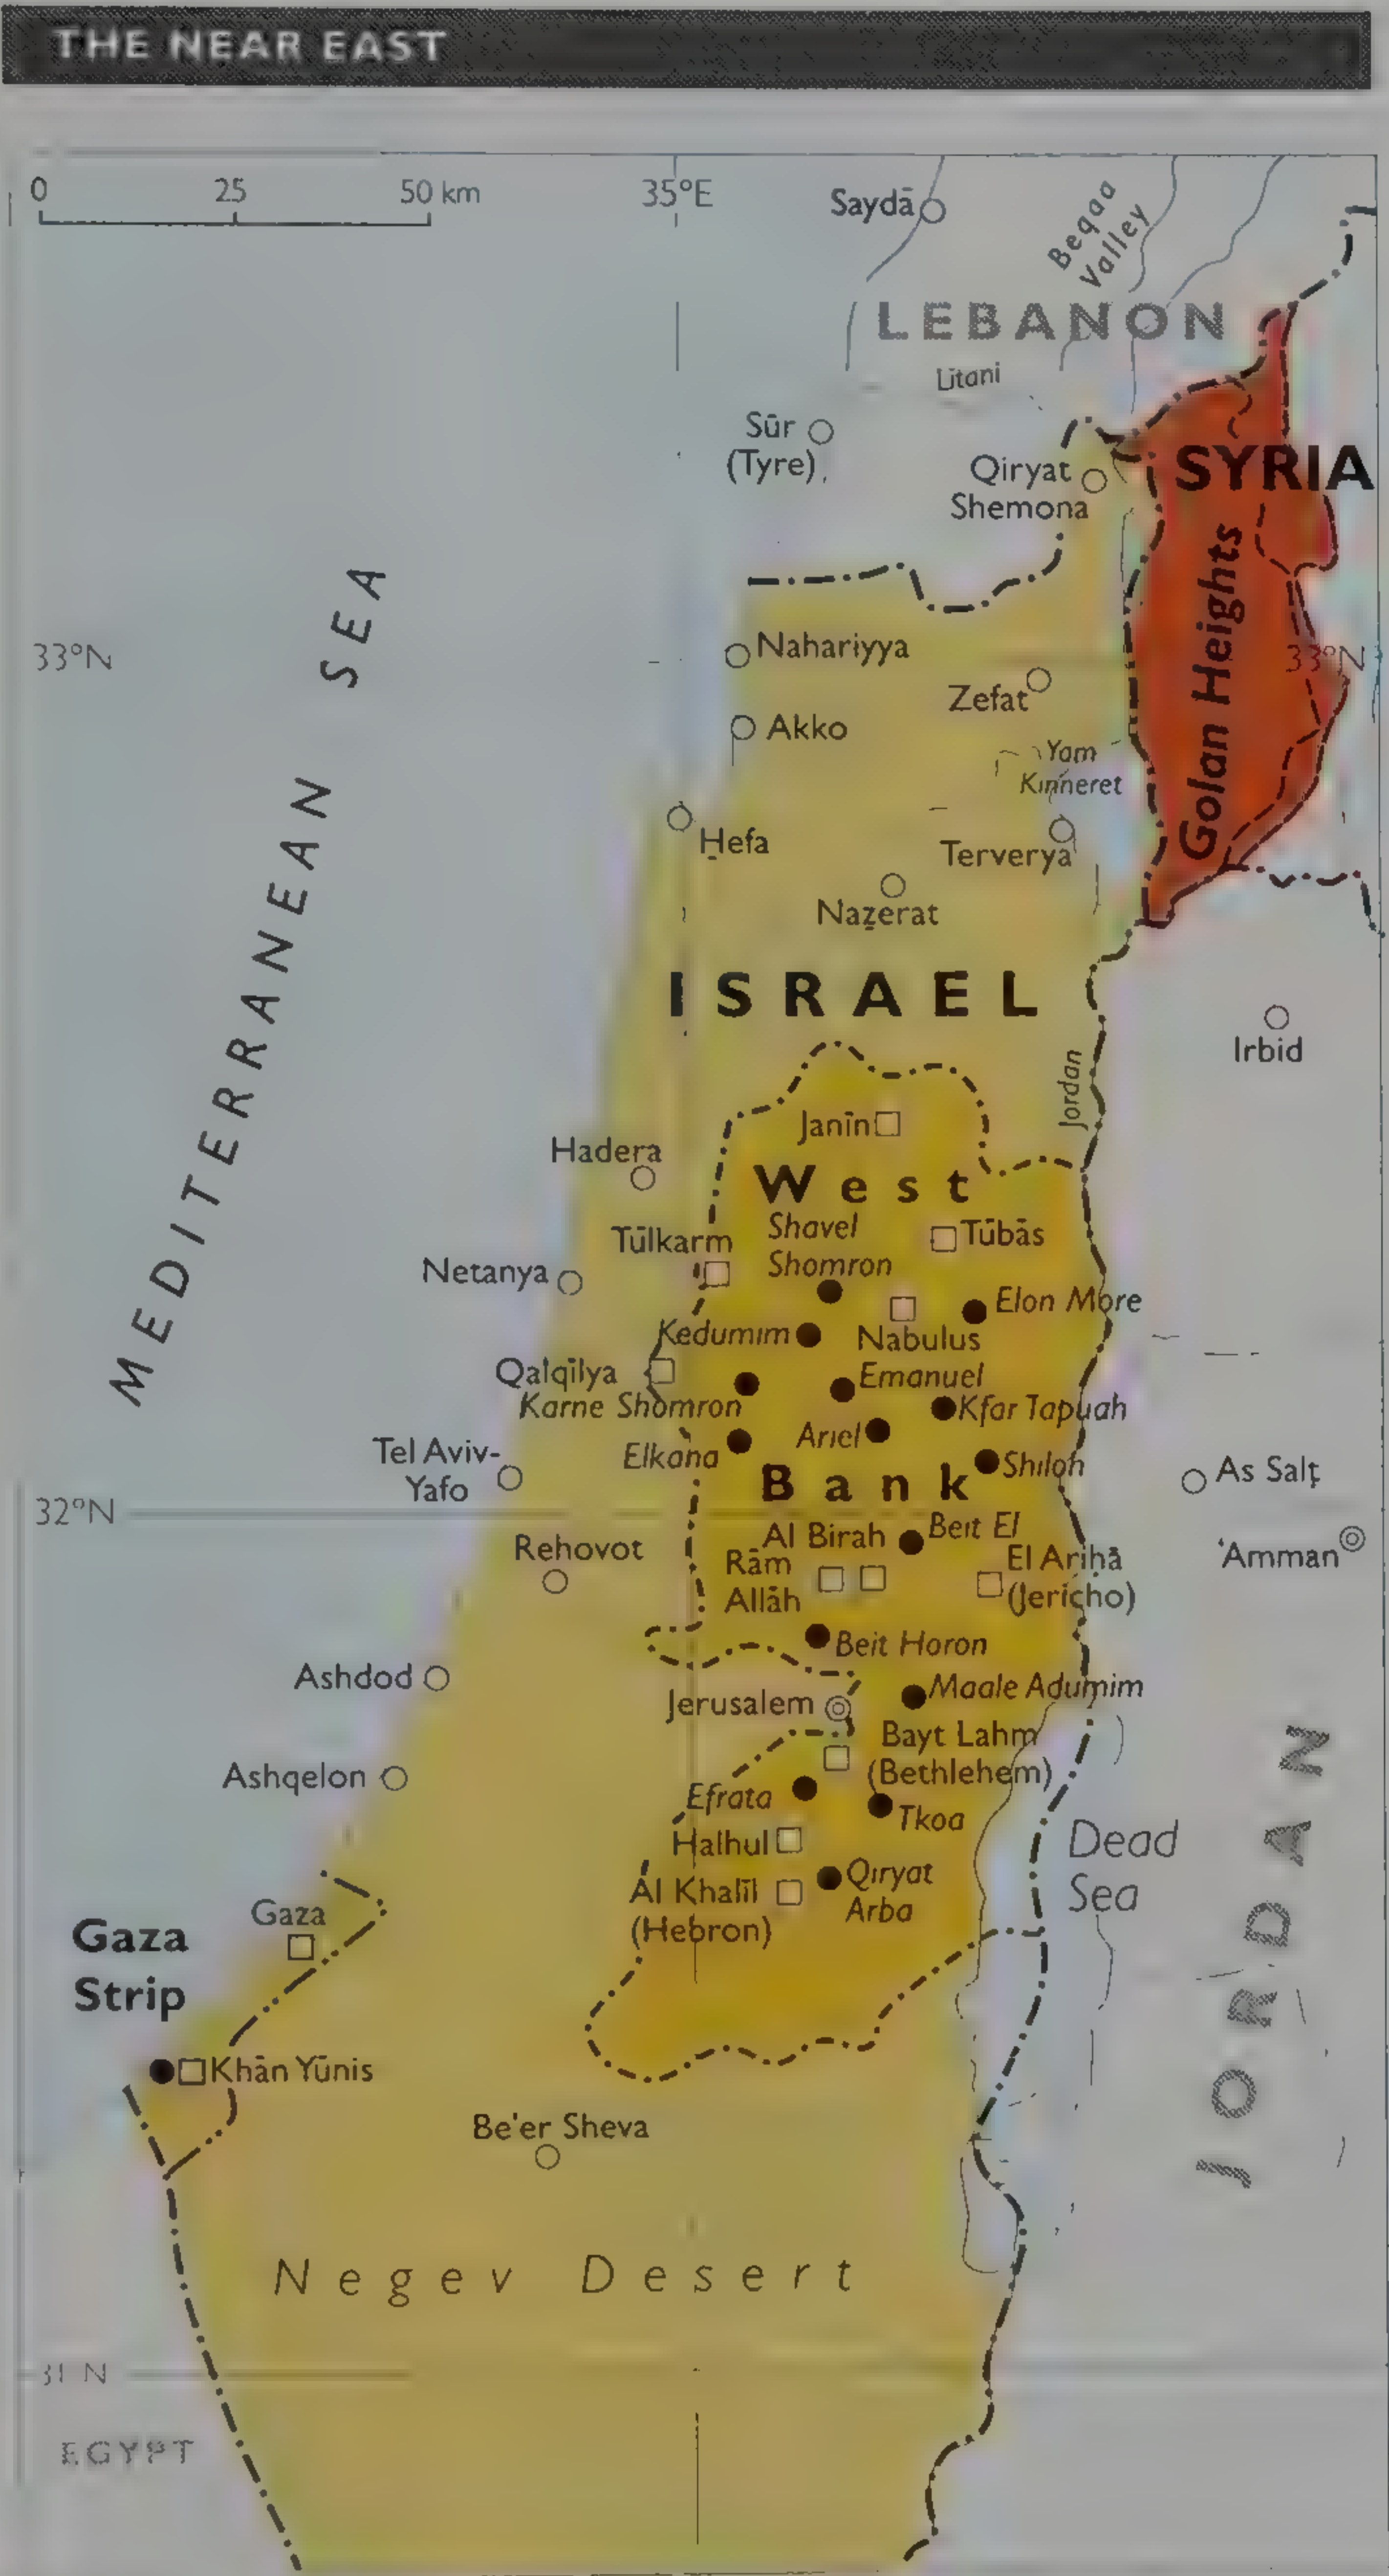 THE NEAR EAST
0 25 50 km
35°E
Saydā
Beqaa
Valley
LEBANON
Lītani
Sūr
(Tyre)
Qiryat
Shemona
SYRIA
Golan Heights
MEDITERRANEAN SEA
33°N
33°N
Nahariyya
Zefat
Akko
Yam
Kinneret
Hefa
Terverya
Naẓerat
ISRAEL
Irbid
Jordan
Janīn
Hadera
West
Tūlkarm
Shavel
Shomron
Tūbās
Netanya
Elon More
Kedumim
Nabulus
Qalqīlya
Emanuel
Karne Shomron
Kfar Tapuah
Ariel
Elkana
Tel Aviv-
Yafo
Bank
Shiloh
As Salţ
32°N
Rehovot
Al Birah
Beit El
'Amman
Rām
Allāh
El Arihā
(Jericho)
Beit Horon
Ashdod
Jerusalem
Maale Adumim
Bayt Lahm
(Bethlehem)
Ashqelon
Efrata
Tkoa
Halhul
Dead
Sea
JORDAN
Al Khalīl
(Hebron)
Qiryat
Arba
Gaza
Gaza
Strip
Khān Yūnis
Be'er Sheva
Negev Desert
31 N
EGYPT